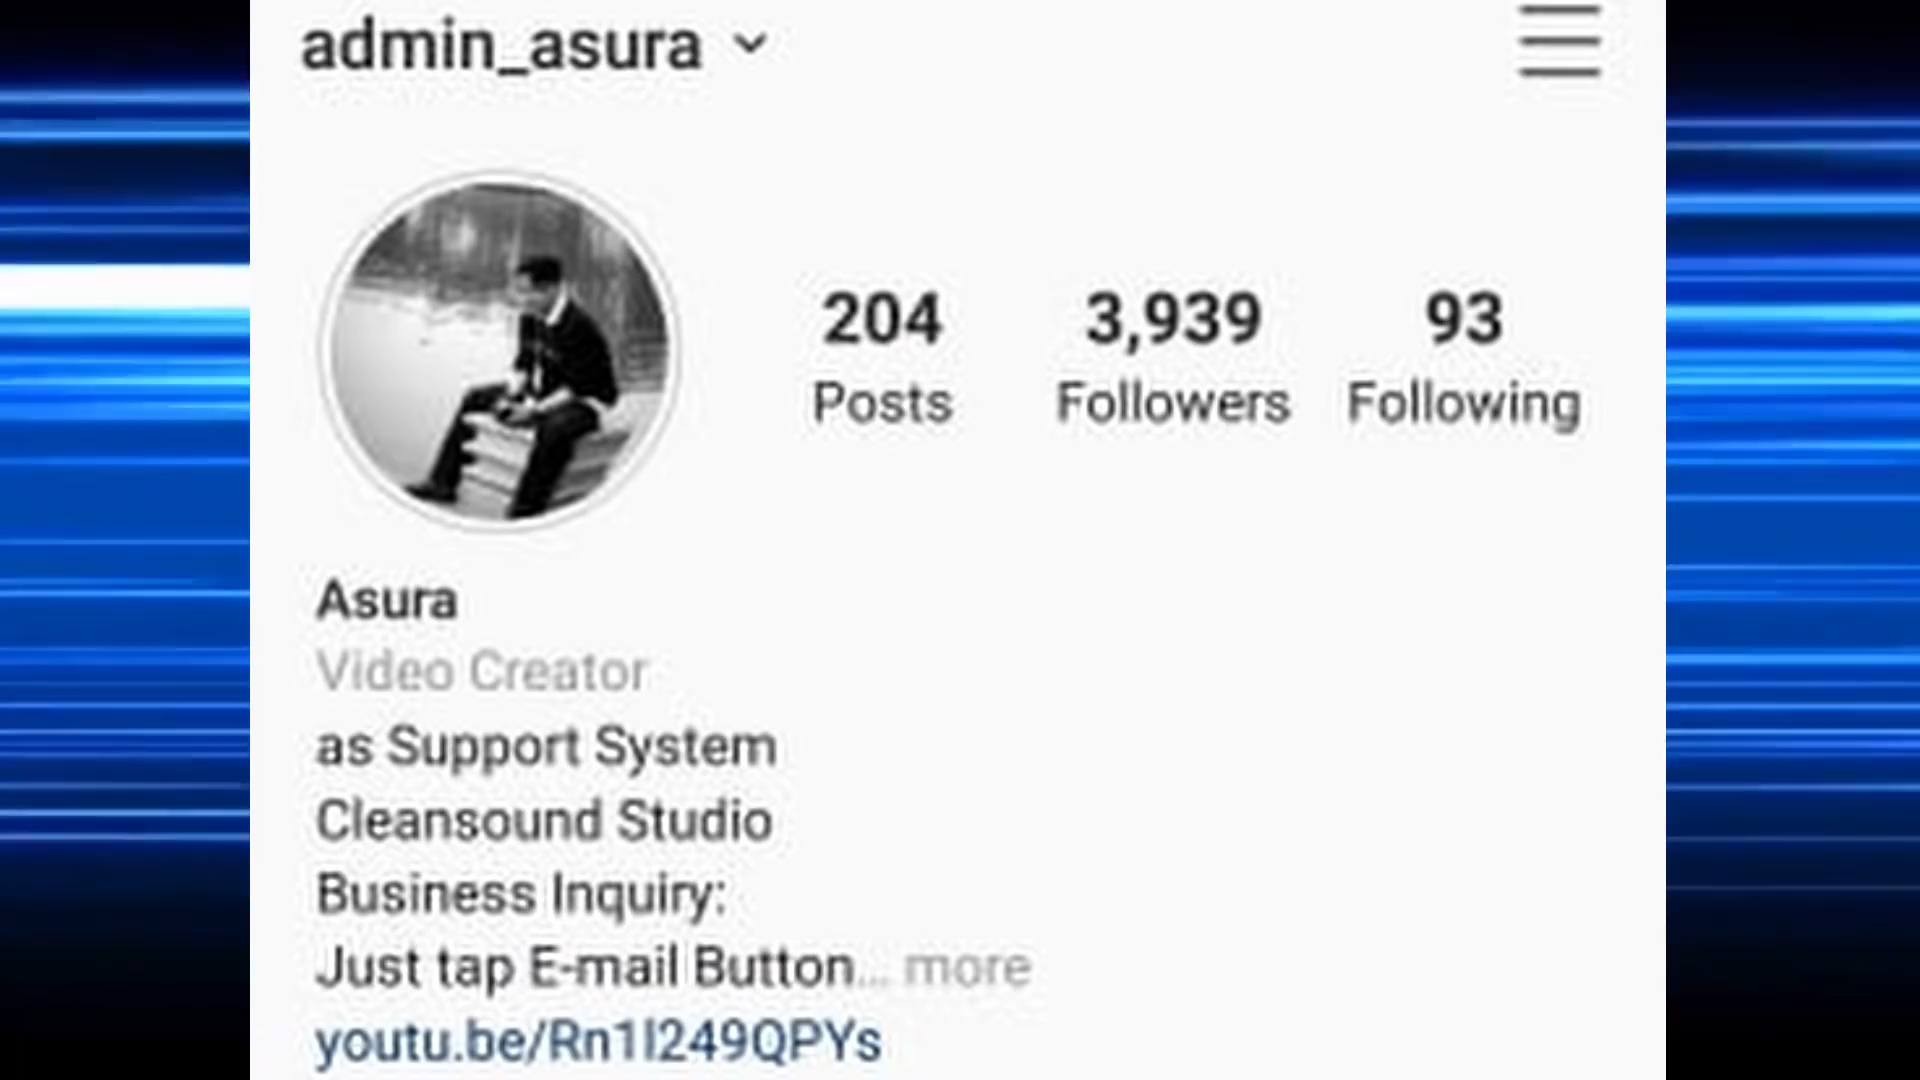 admin_asura
204 3,939 93
Posts Followers Following
Asura
Video Creator
as Support System
Cleansound Studio
Business Inquiry:
Just tap E-mail Button... more
youtu.be/Rn1l249QPYs